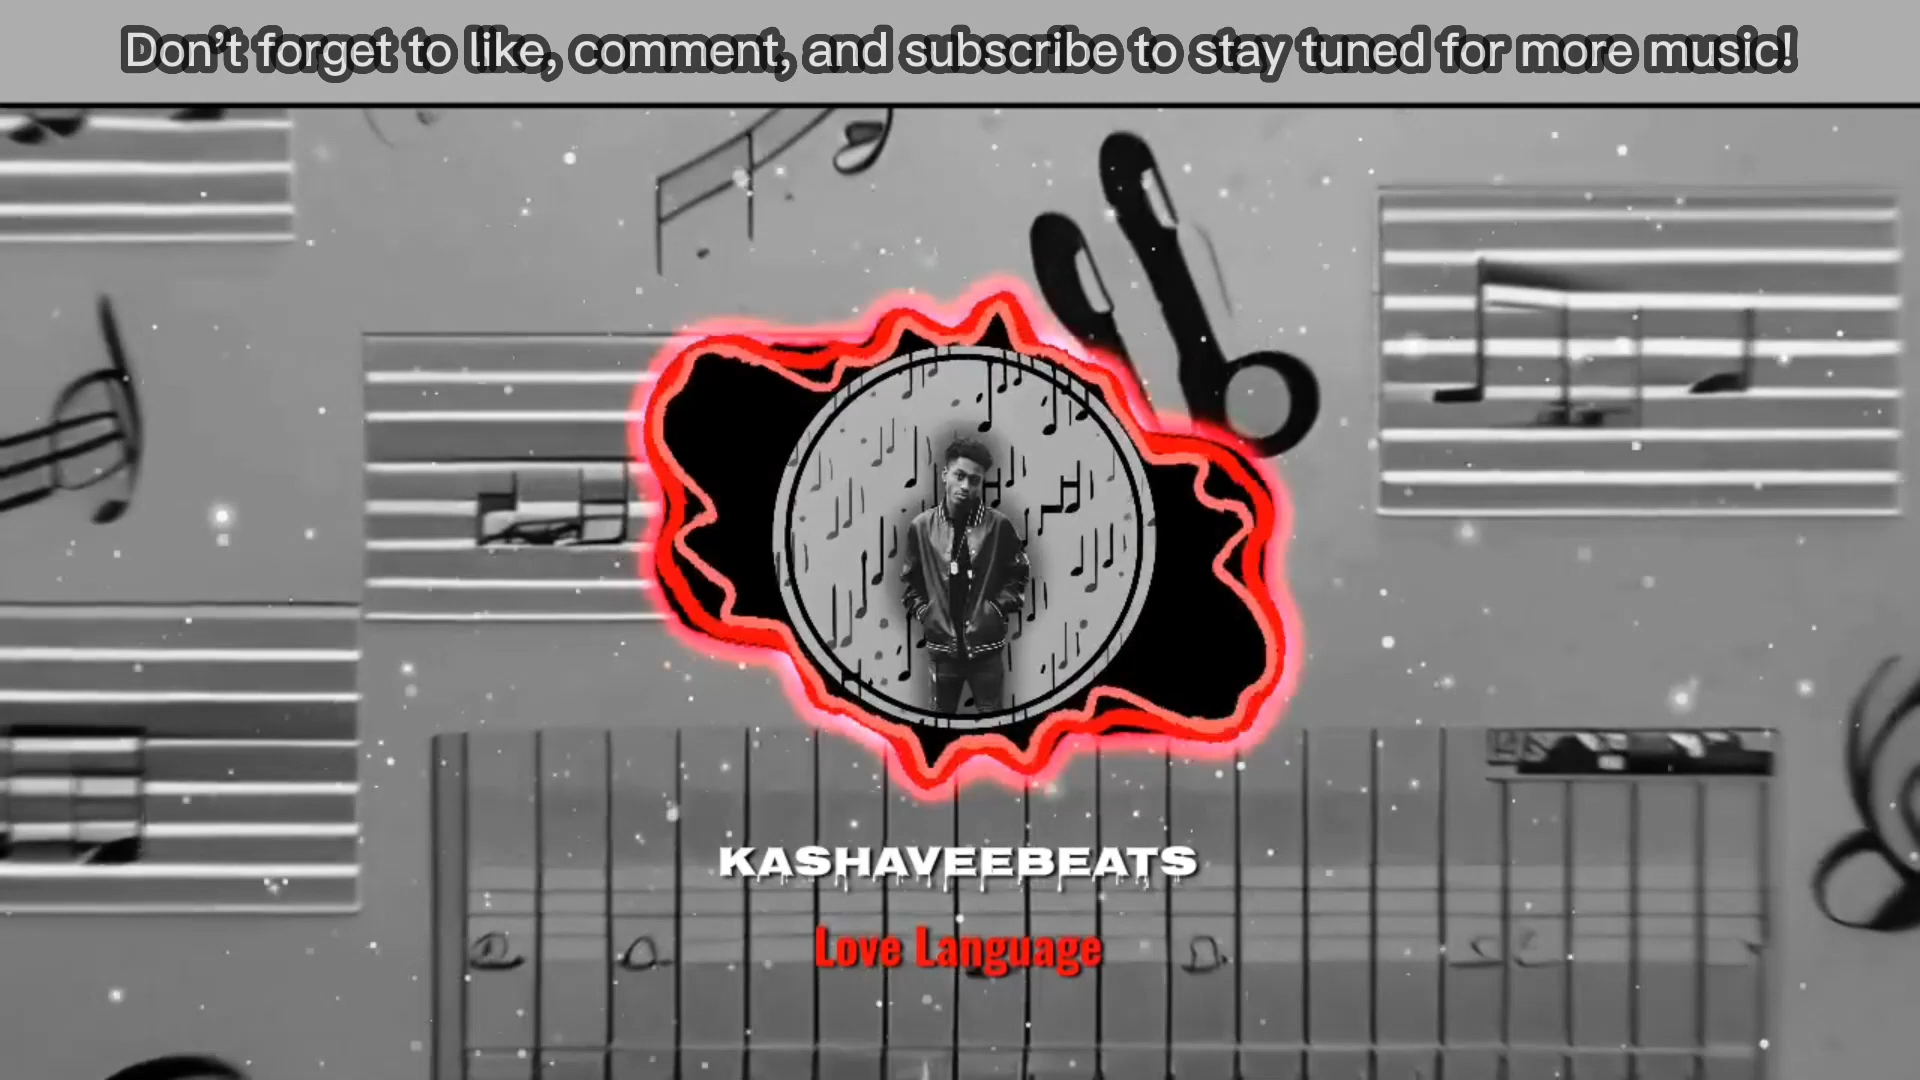 Don't forget to like, comment, and subscribe to stay tuned for more music!
KASHAVEEBEATS
Love Language